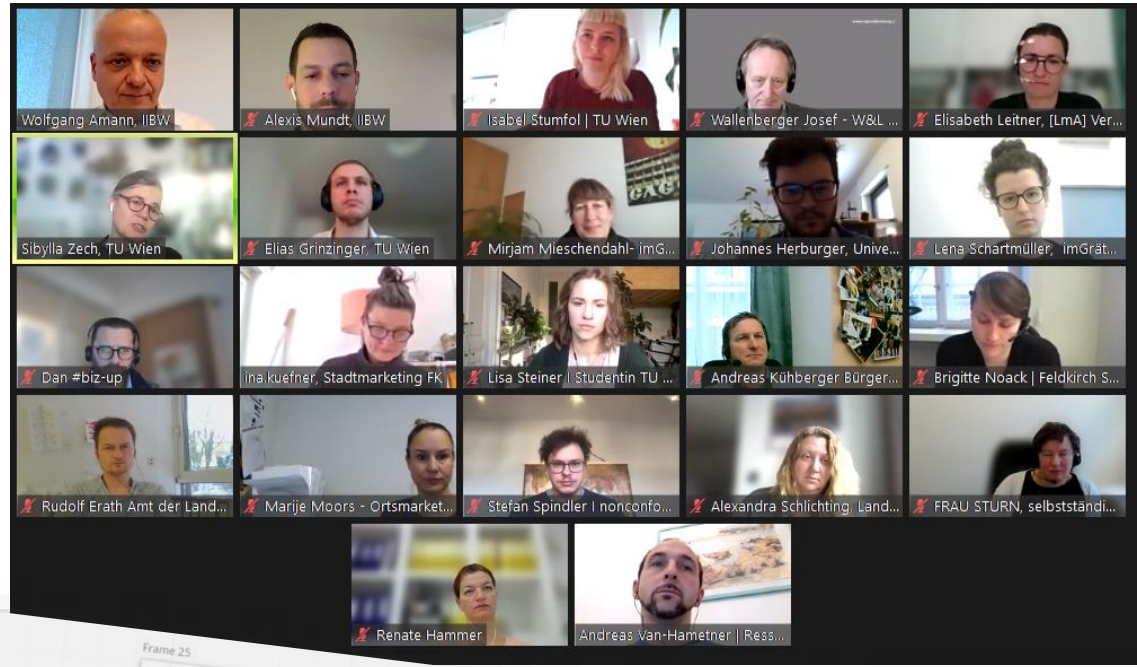 Wolfgang Amann, IIBW
Alexis Mundt, IIBW
Isabel Stumfol | TU Wien
Wallenberger Josef - W&L ...
Elisabeth Leitner, [LmA] Ver...
Sibylla Zech, TU Wien
Elias Grinzinger, TU Wien
Mirjam Mieschendahl- imG...
Johannes Herburger, Unive...
Lena Schartmüller, imGrät...
Dan #biz-up
ina.kuefner, Stadtmarketing FK
Lisa Steiner | Studentin TU ...
Andreas Kühberger Bürger...
Brigitte Noack | Feldkirch S...
Rudolf Erath Amt der Land...
Marije Moors - Ortsmarket...
Stefan Spindler | nonconfo...
Alexandra Schlichting, Land...
FRAU STURN, selbstständi...
Renate Hammer
Andreas Van-Hametner | Ress...
Frame 25